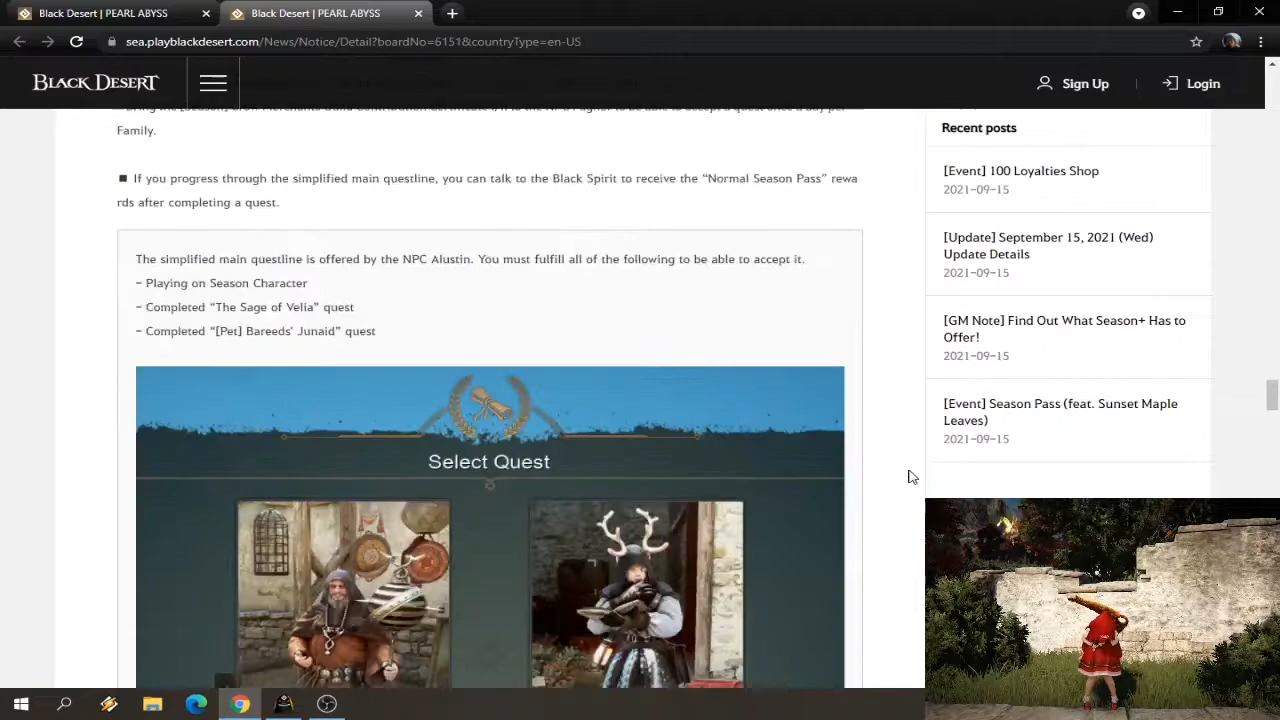 Black Desert | PEARL ABYSS
Black Desert | PEARL ABYSS
sea.playblackdesert.com/News/Notice/Detail?boardNo=6151&countryType=en-US
BLACK DESERT
Sign Up
Login
Family.
■ If you progress through the simplified main questline, you can talk to the Black Spirit to receive the “Normal Season Pass” rewa
rds after completing a quest.
The simplified main questline is offered by the NPC Alustin. You must fulfill all of the following to be able to accept it.
- Playing on Season Character
- Completed “The Sage of Velia” quest
- Completed “[Pet] Bareeds' Junaid” quest
Select Quest
Recent posts
[Event] 100 Loyalties Shop
2021-09-15
[Update] September 15, 2021 (Wed)
Update Details
2021-09-15
[GM Note] Find Out What Season+ Has to
Offer!
2021-09-15
[Event] Season Pass (feat. Sunset Maple
Leaves)
2021-09-15